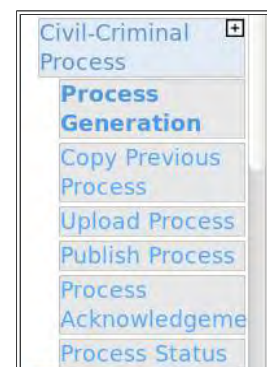 Civil-Criminal
Process
Process
Generation
Copy Previous
Process
Upload Process
Publish Process
Process
Acknowledgeme
Process Status